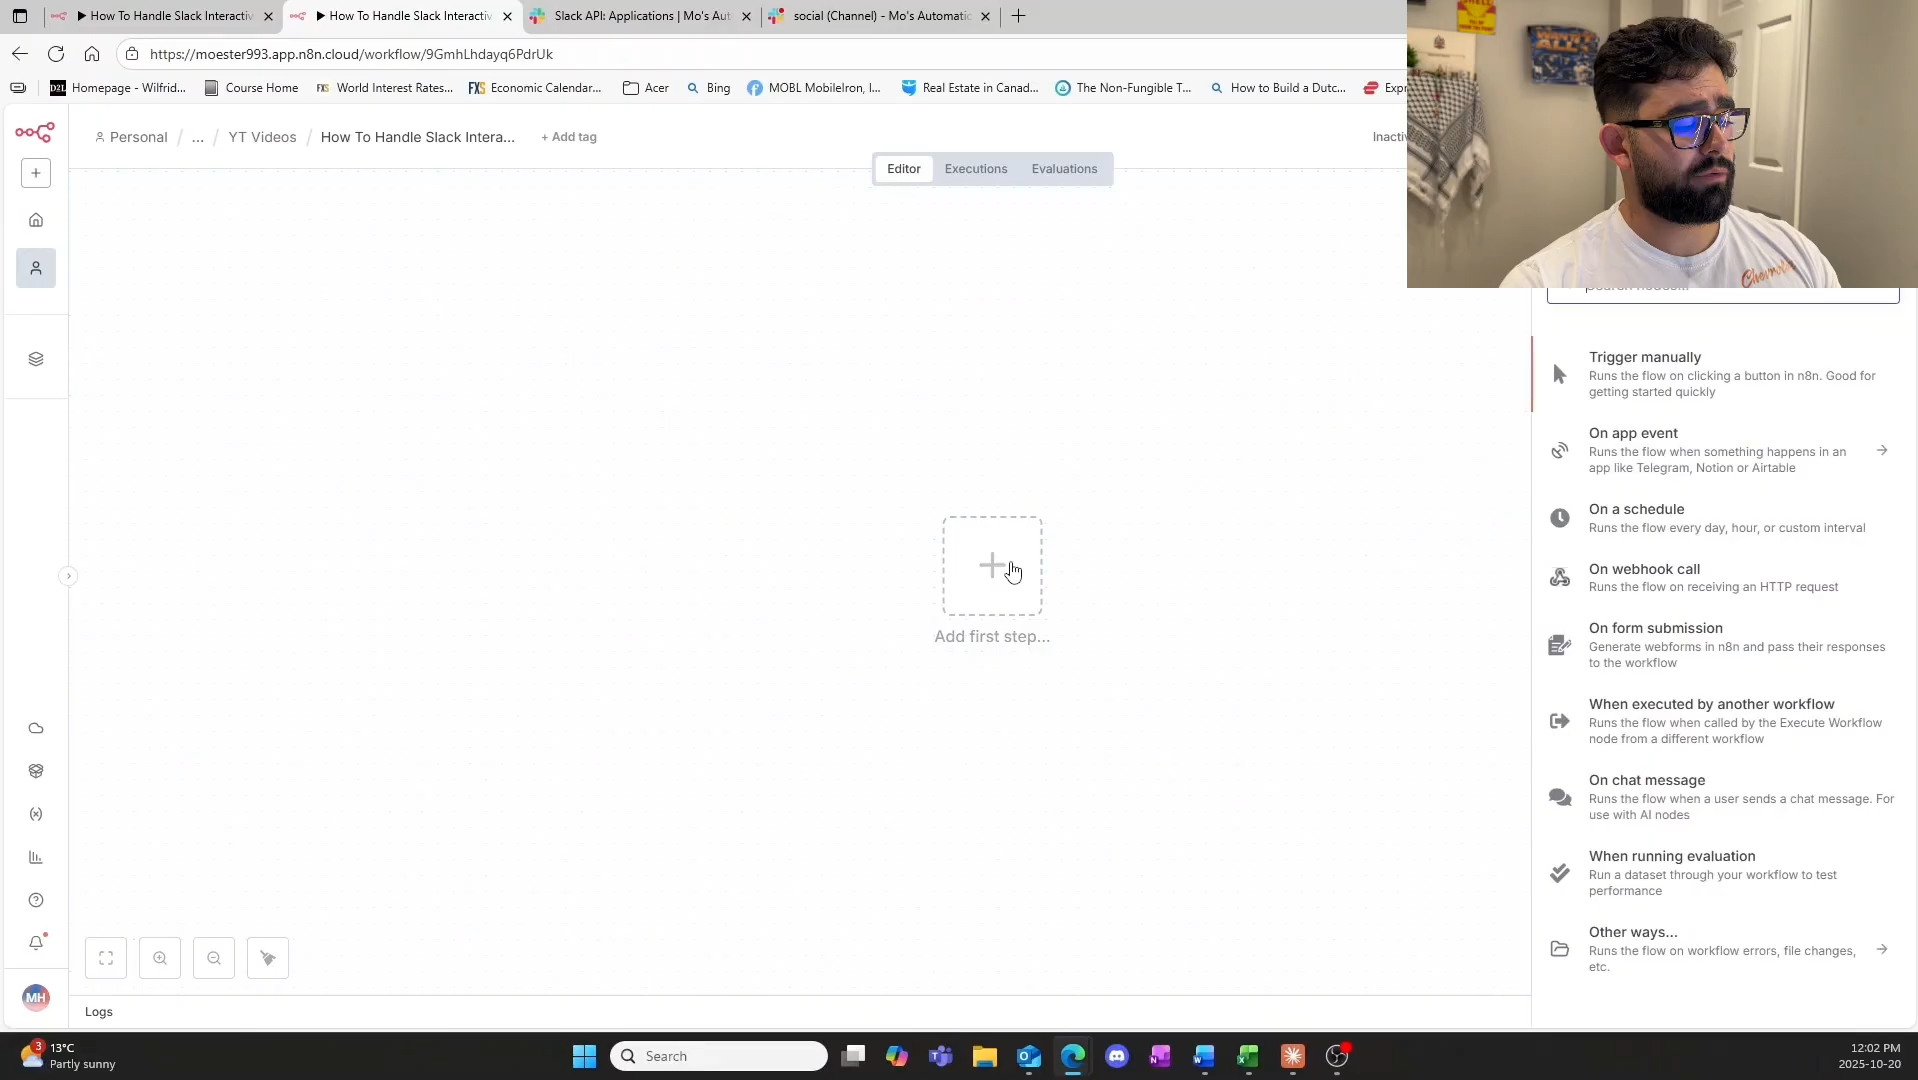 How To Handle Slack Interactiv
How To Handle Slack Interactiv
Slack API: Applications | Mo's Aut
social (Channel) - Mo's Automatic
https://moester993.app.n8n.cloud/workflow/9GmhLhdayq6PdrUk
D2L Homepage - Wilfrid...
Course Home
FXS World Interest Rates...
FXS Economic Calendar...
Acer
Bing
MOBL MobileIron, I...
Real Estate in Canad...
The Non-Fungible T...
How to Build a Dutc...
Expr
Personal / ... / YT Videos / How To Handle Slack Intera... + Add tag
Inactiv
Editor Executions Evaluations
Search nodes...
Trigger manually
Runs the flow on clicking a button in n8n. Good for
getting started quickly
On app event
Runs the flow when something happens in an
app like Telegram, Notion or Airtable
On a schedule
Runs the flow every day, hour, or custom interval
On webhook call
Runs the flow on receiving an HTTP request
On form submission
Generate webforms in n8n and pass their responses
to the workflow
When executed by another workflow
Runs the flow when called by the Execute Workflow
node from a different workflow
On chat message
Runs the flow when a user sends a chat message. For
use with AI nodes
When running evaluation
Run a dataset through your workflow to test
performance
Other ways...
Runs the flow on workflow errors, file changes,
etc.
Add first step...
MH
Logs
3
13°C
Partly sunny
Search
12:02 PM
2025-10-20